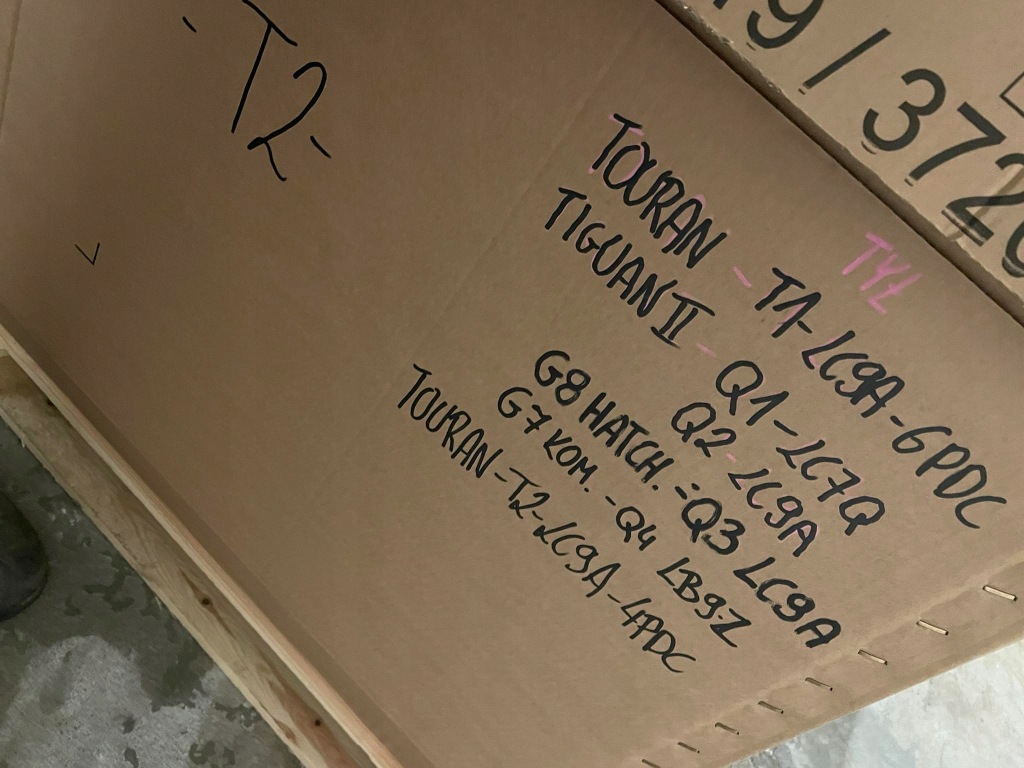 -T2-
19 / 372
TYŁ
TOURAN - T1-LC9A-6PDC
TIGUAN II - Q1-LC7Q
Q2-LC9A
G8 HATCH. - Q3 LC9A
G7 KOM. - Q4 LB9Z
TOURAN-T2-LC9A-4PDC